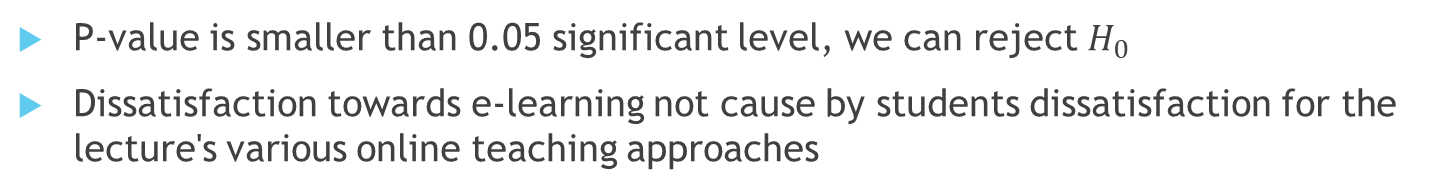 P-value is smaller than 0.05 significant level, we can reject H₀
Dissatisfaction towards e-learning not cause by students dissatisfaction for the
lecture's various online teaching approaches